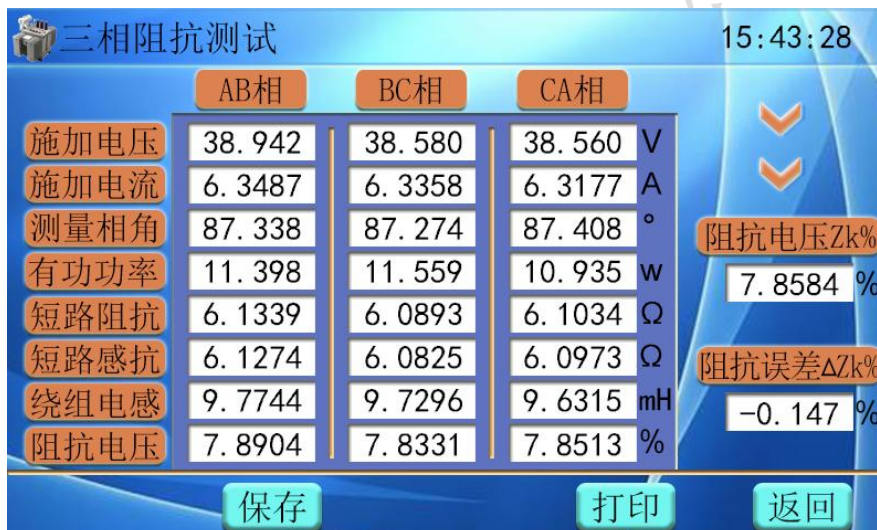 三相阻抗测试 15:43:28
AB相 BC相 CA相
施加电压 38.942 38.580 38.560 V
施加电流 6.3487 6.3358 6.3177 A
测量相角 87.338 87.274 87.408 °
有功功率 11.398 11.559 10.935 w
短路阻抗 6.1339 6.0893 6.1034 Ω
短路感抗 6.1274 6.0825 6.0973 Ω
绕组电感 9.7744 9.7296 9.6315 mH
阻抗电压 7.8904 7.8331 7.8513 %
阻抗电压Zk%
7.8584 %
阻抗误差ΔZk%
-0.147 %
保存 打印 返回